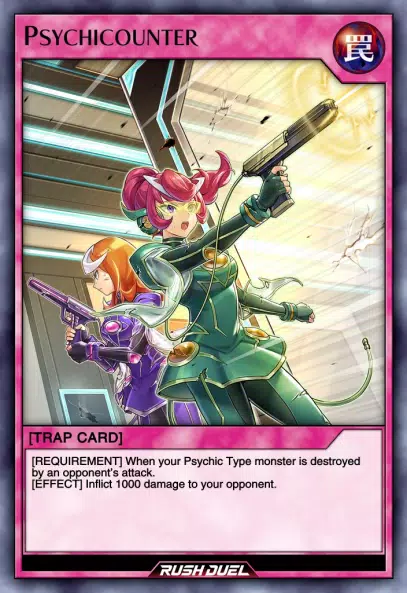 PSYCHICOUNTER
罠
[TRAP CARD]
[REQUIREMENT] When your Psychic Type monster is destroyed
by an opponent's attack.
[EFFECT] Inflict 1000 damage to your opponent.
RUSH DUEL